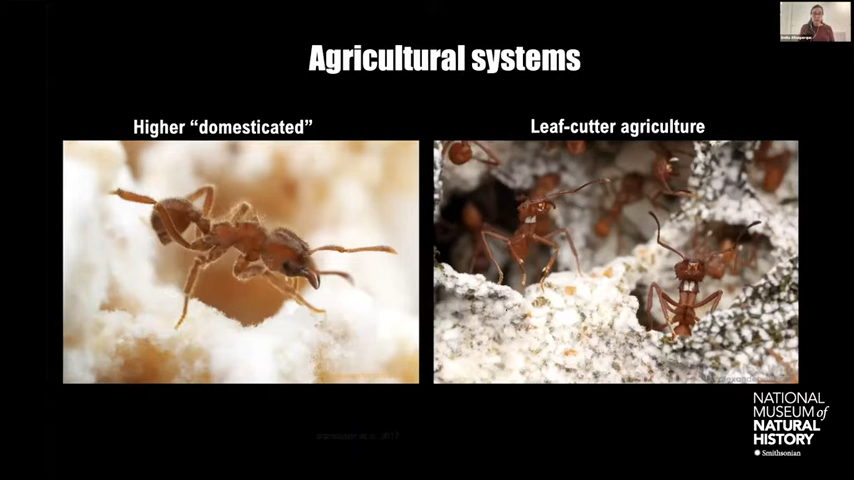 Agricultural systems
Higher “domesticated”
Leaf-cutter agriculture
NATIONAL
MUSEUM of
NATURAL
HISTORY
Smithsonian